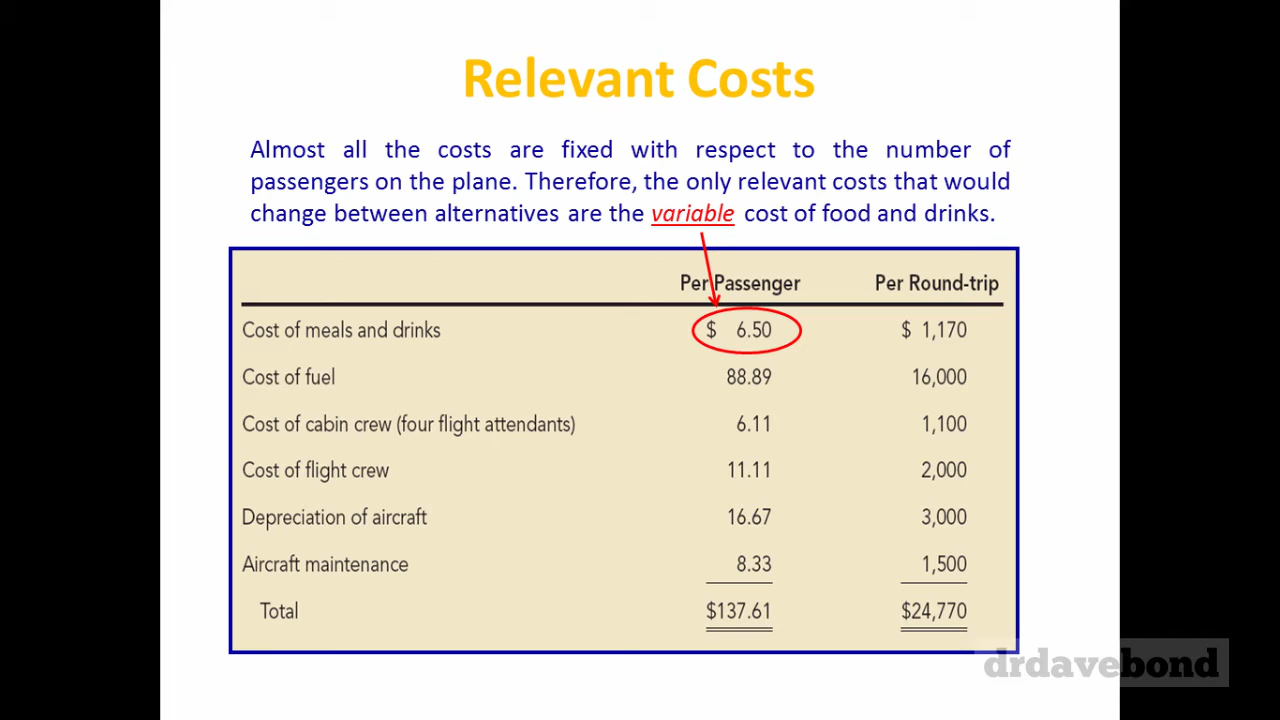 Relevant Costs
Almost all the costs are fixed with respect to the number of
passengers on the plane. Therefore, the only relevant costs that would
change between alternatives are the variable cost of food and drinks.
Per Passenger Per Round-trip
Cost of meals and drinks $ 6.50 $ 1,170
Cost of fuel 88.89 16,000
Cost of cabin crew (four flight attendants) 6.11 1,100
Cost of flight crew 11.11 2,000
Depreciation of aircraft 16.67 3,000
Aircraft maintenance 8.33 1,500
Total $137.61 $24,770
drdavebond